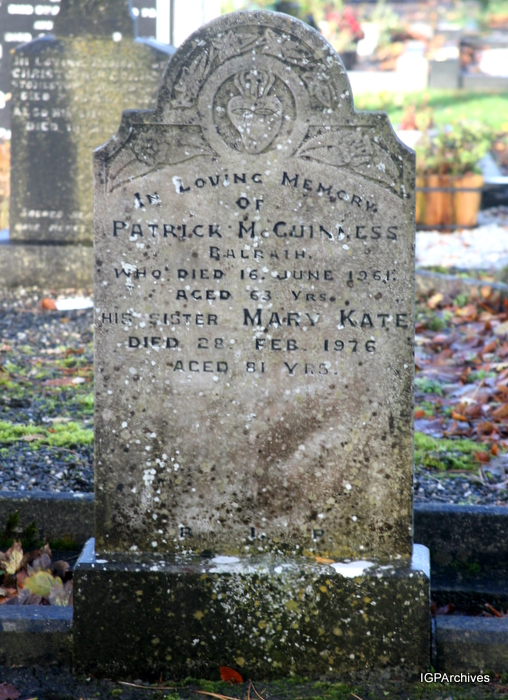 In Loving Memory
OF
Patrick McGuinness
Balrath.
WHO DIED 16. JUNE 1961.
AGED 63 YRS.
HIS SISTER Mary Kate
DIED 28 FEB. 1976
AGED 81 YRS.
R. I. P
IGPArchives